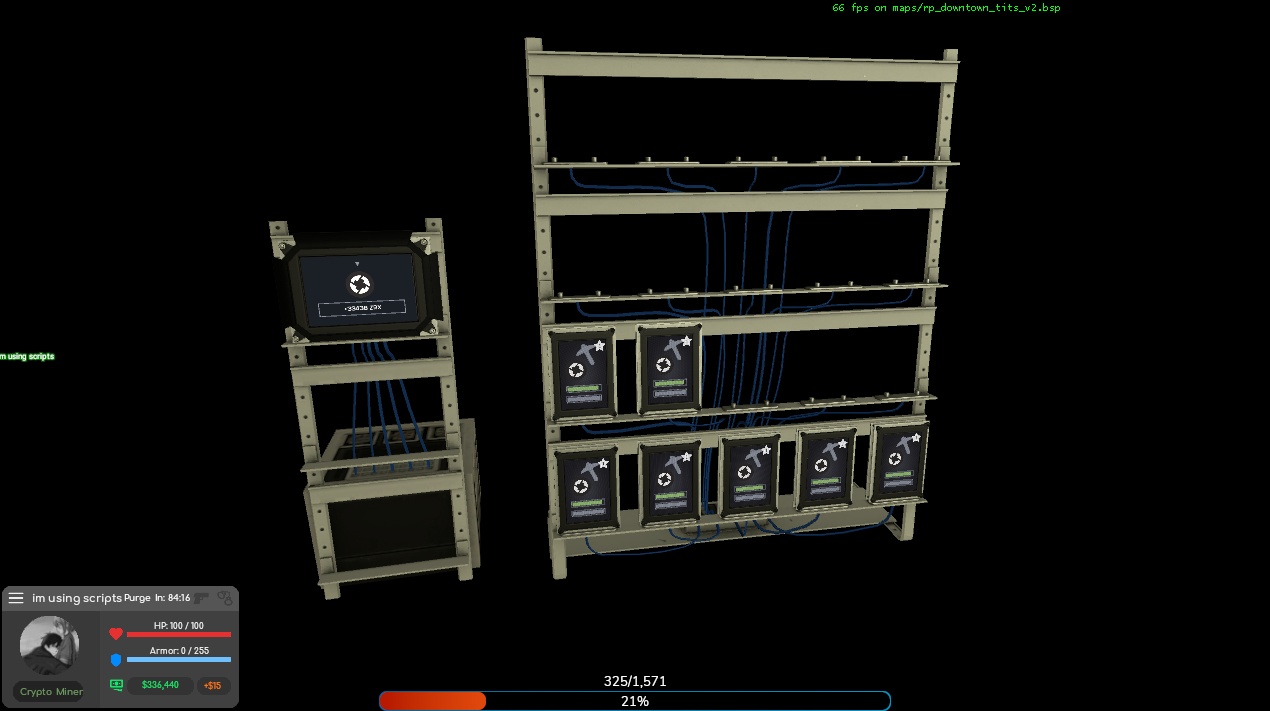 66 fps on maps/rp_downtown_tits_v2.bsp
m using scripts
im using scripts
Purge In: 84:16
HP: 100 / 100
Armor: 0 / 255
Crypto Miner
$336,440
+$15
325/1,571
21%